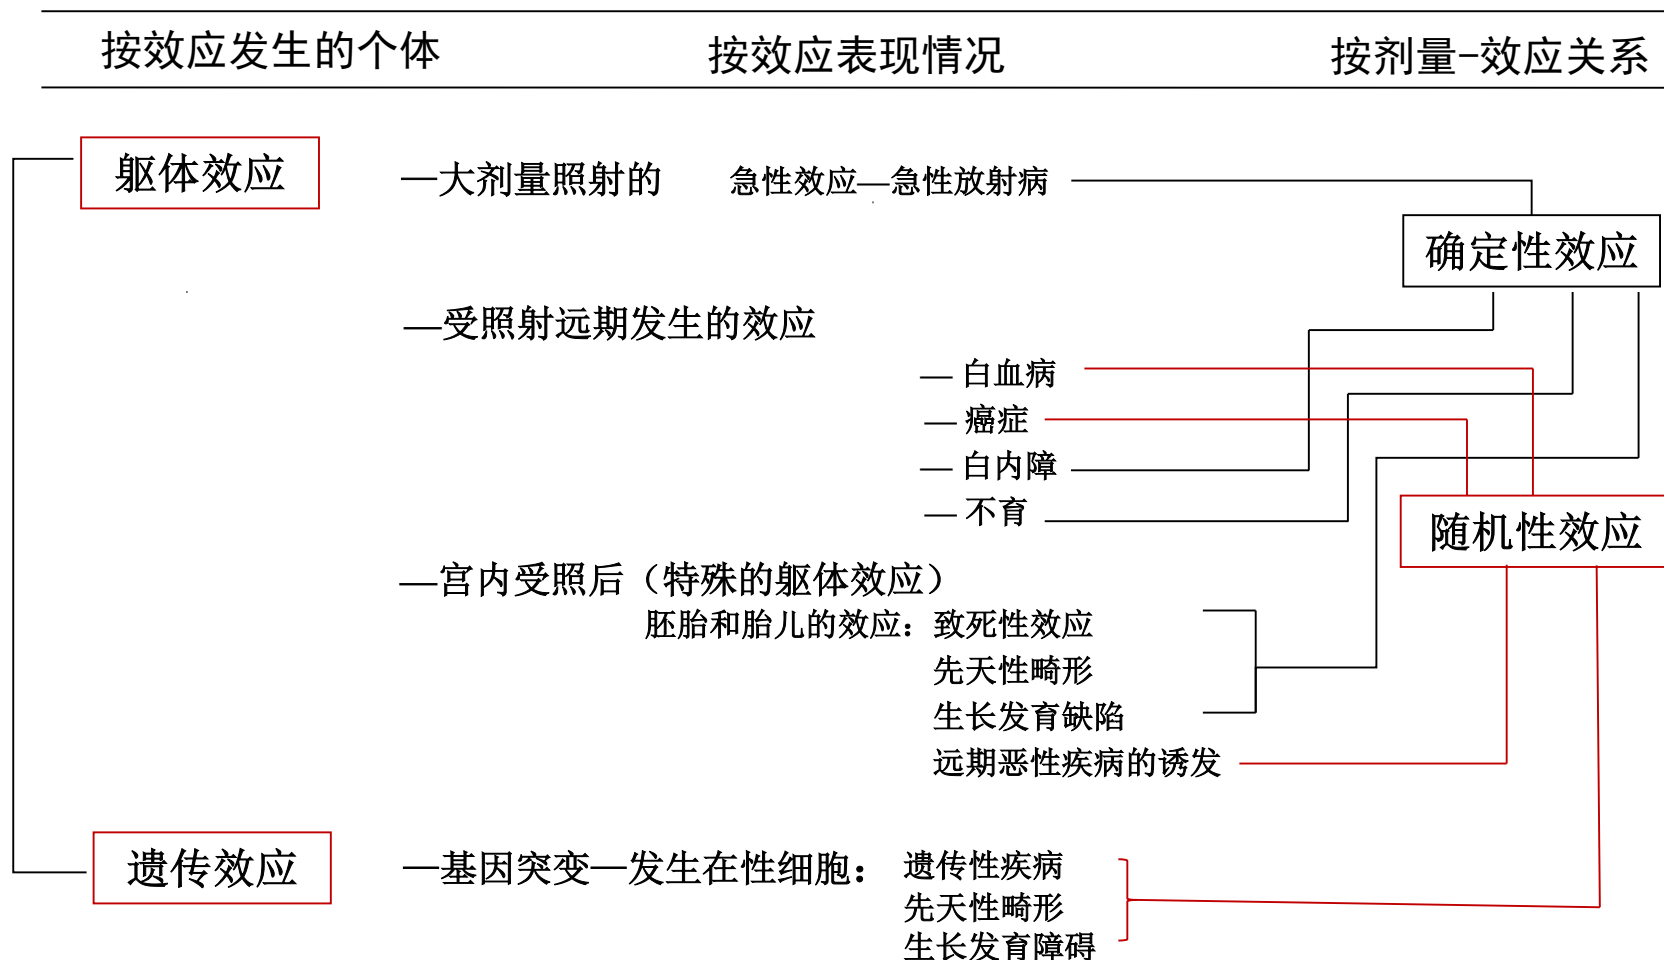 按效应发生的个体 按效应表现情况 按剂量-效应关系
躯体效应 —大剂量照射的 急性效应—急性放射病
确定性效应
—受照射远期发生的效应
— 白血病
— 癌症
— 白内障
— 不育
随机性效应
—宫内受照后（特殊的躯体效应）
胚胎和胎儿的效应：致死性效应
先天性畸形
生长发育缺陷
远期恶性疾病的诱发
遗传效应 —基因突变—发生在性细胞： 遗传性疾病
先天性畸形
生长发育障碍